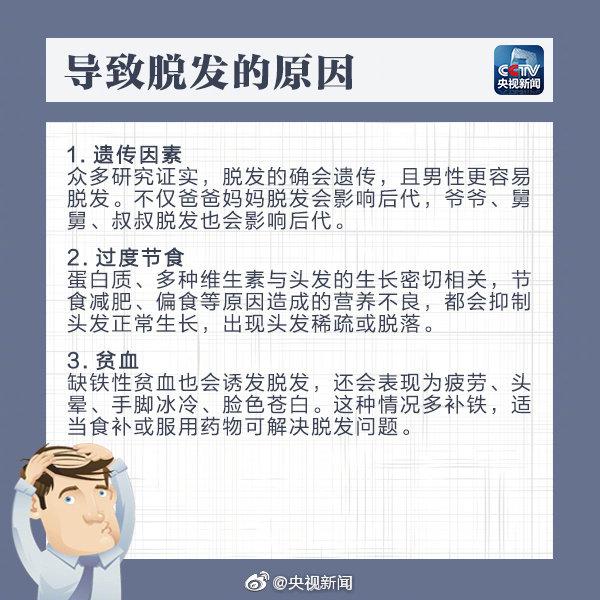 导致脱发的原因
CCTV
央视新闻
1. 遗传因素
众多研究证实，脱发的确会遗传，且男性更容易
脱发。不仅爸爸妈妈脱发会影响后代，爷爷、舅
舅、叔叔脱发也会影响后代。
2. 过度节食
蛋白质、多种维生素与头发的生长密切相关，节
食减肥、偏食等原因造成的营养不良，都会抑制
头发正常生长，出现头发稀疏或脱落。
3. 贫血
缺铁性贫血也会诱发脱发，还会表现为疲劳、头
晕、手脚冰冷、脸色苍白。这种情况多补铁，适
当食补或服用药物可解决脱发问题。
@央视新闻